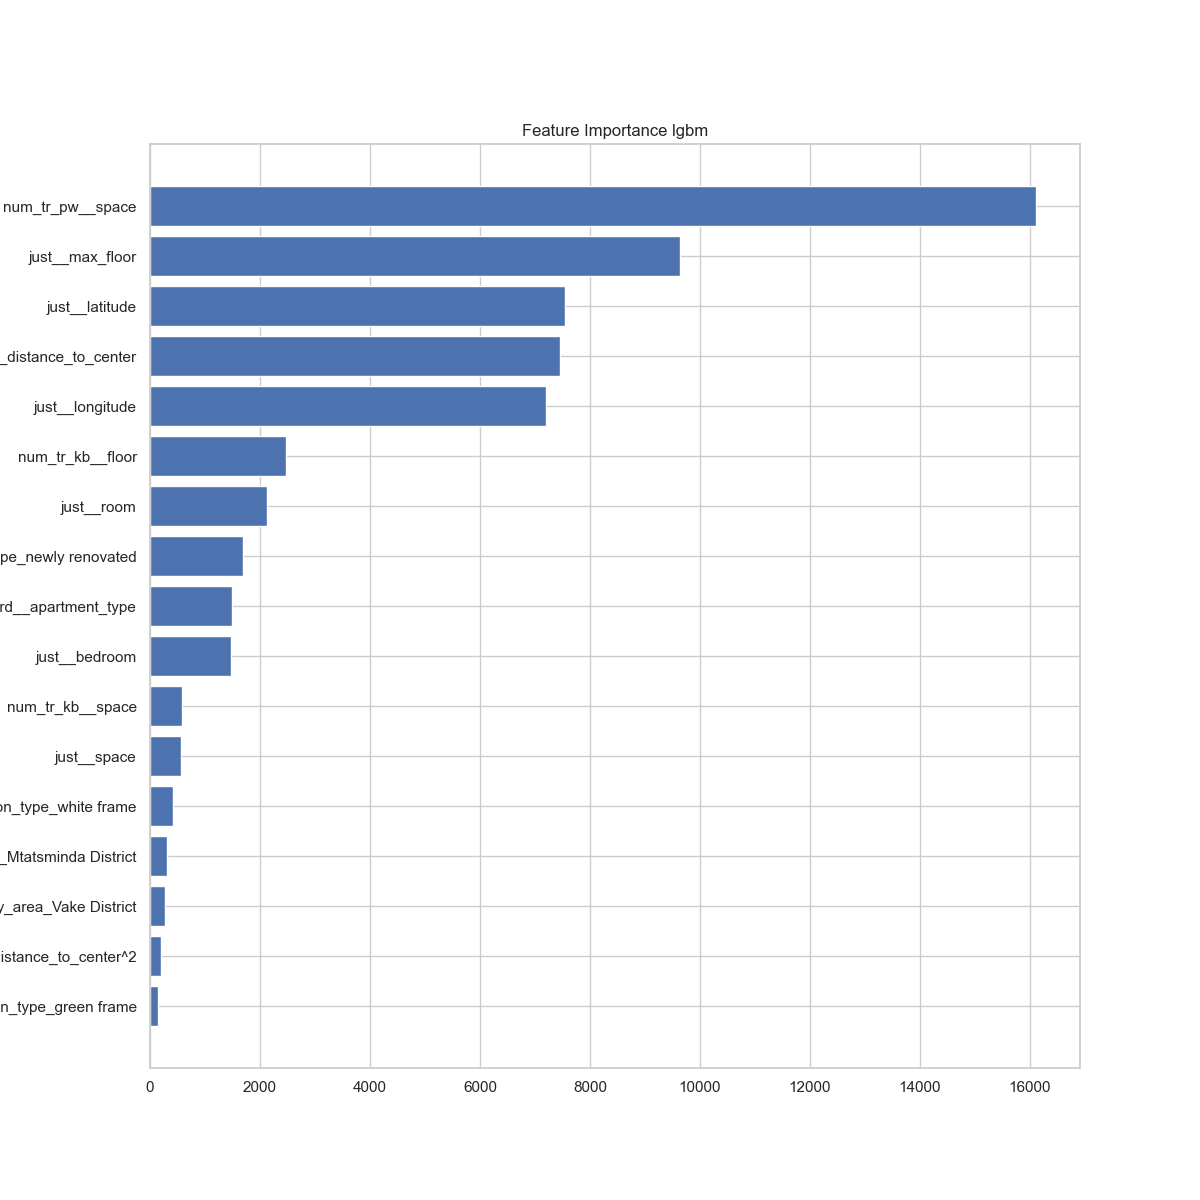 Feature Importance lgbm
num_tr_pw__space
just__max_floor
just__latitude
_distance_to_center
just__longitude
num_tr_kb__floor
just__room
pe_newly renovated
rd__apartment_type
just__bedroom
num_tr_kb__space
just__space
on_type_white frame
_Mtatsminda District
y_area_Vake District
istance_to_center^2
n_type_green frame
0 2000 4000 6000 8000 10000 12000 14000 16000